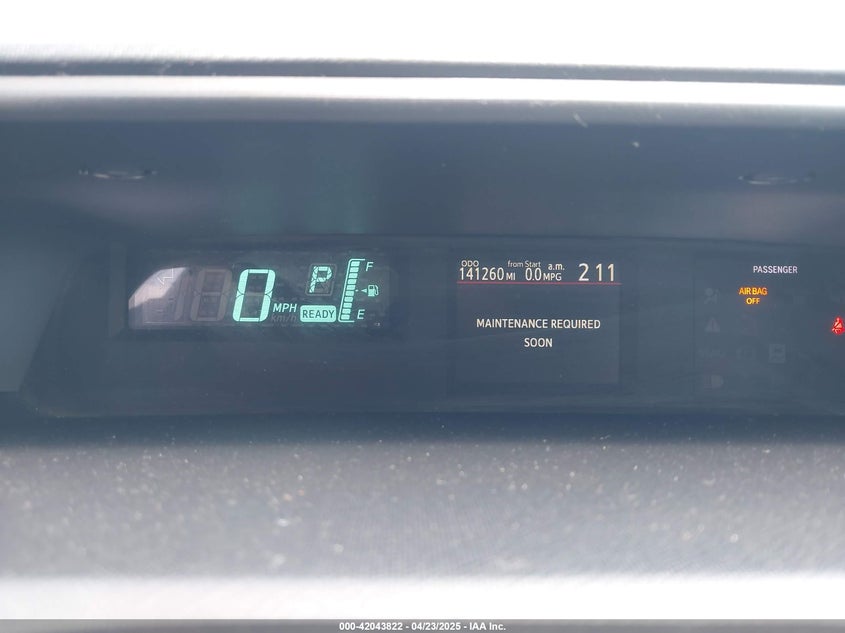 ODO from Start a.m.
141260 MI 0.0 MPG 2 11
MAINTENANCE REQUIRED
SOON
0 MPH
km/h
P
READY
F
E
PASSENGER
AIR BAG
OFF
000-42043822 - 04/23/2025 - IAA Inc.